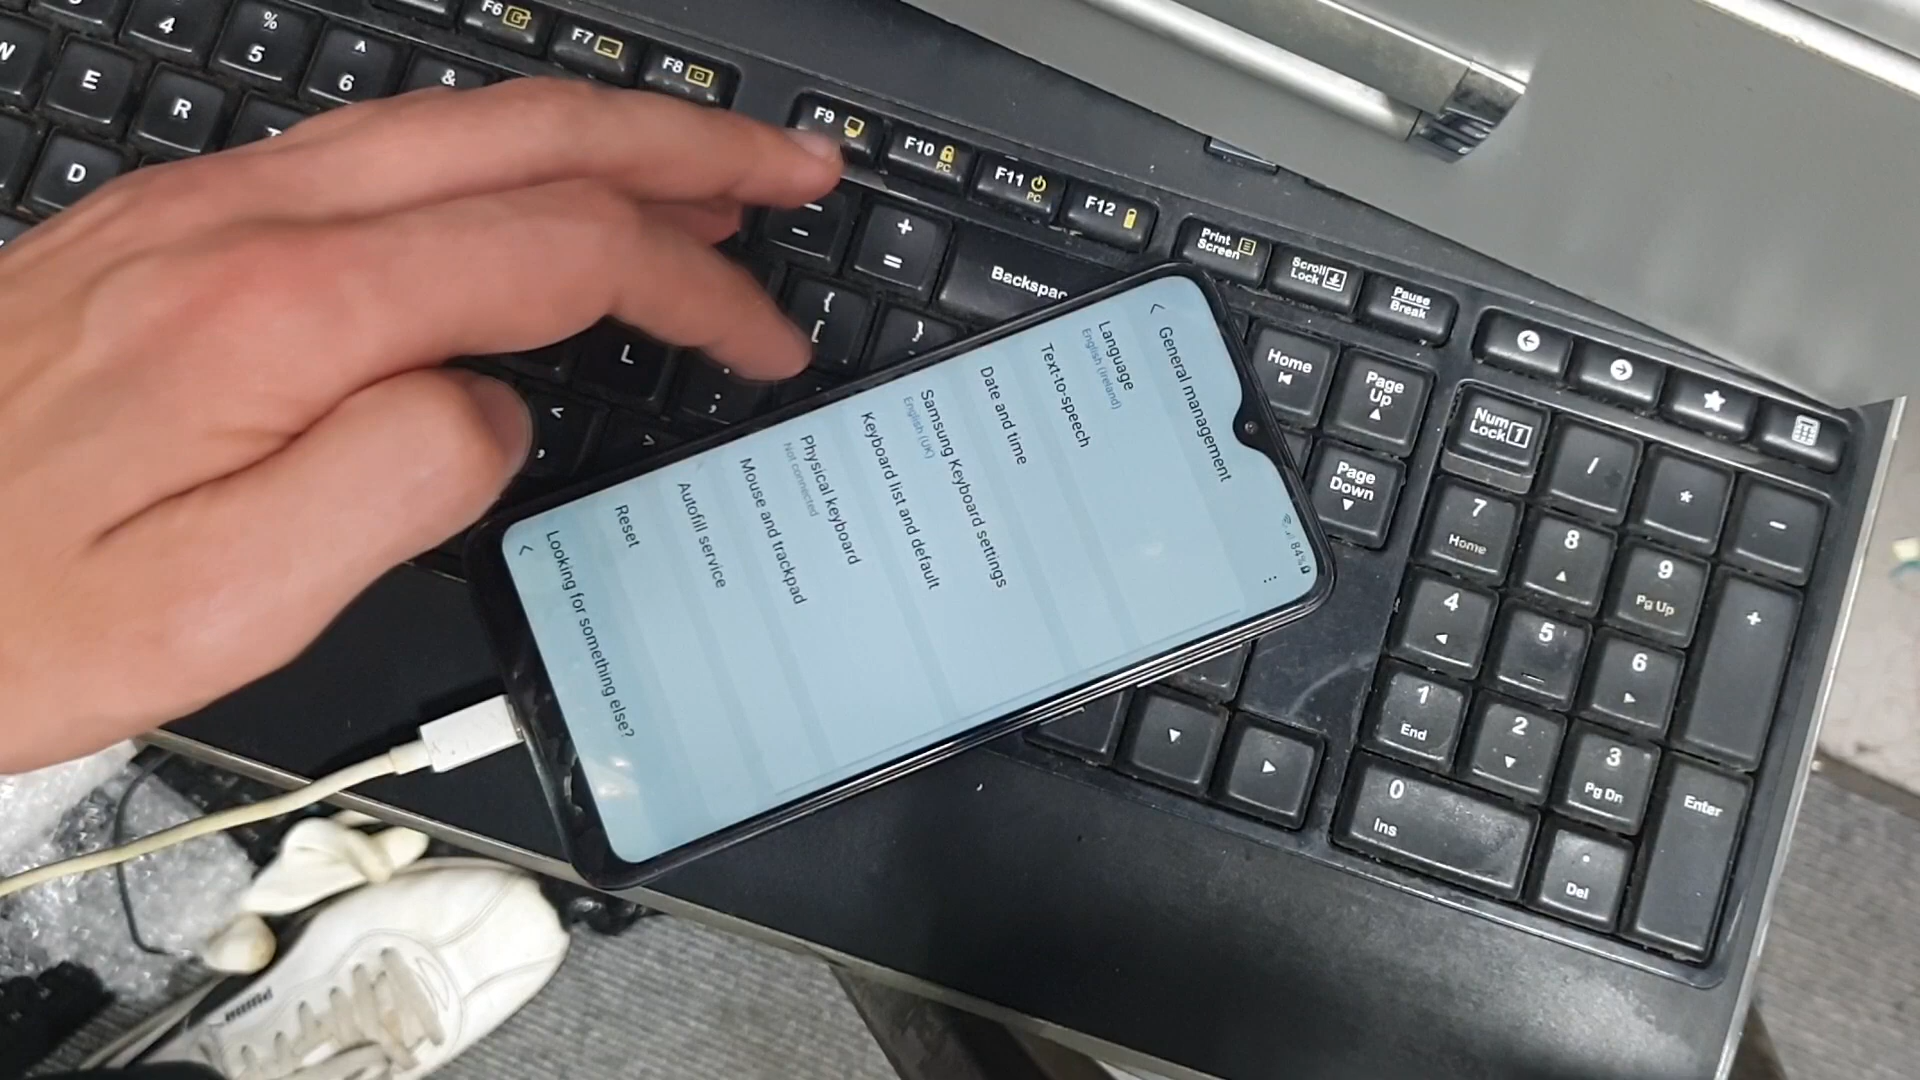 General management
84%
Language
English (Ireland)
Text-to-speech
Date and time
Samsung Keyboard settings
English (UK)
Keyboard list and default
Physical keyboard
Not connected
Mouse and trackpad
Autofill service
Reset
Looking for something else?
F6
F7
F8
F9
F10
PC
F11
PC
F12
Print
Screen
Scroll
Lock
Pause
Break
4
%
5
^
6
&
_
-
+
=
Home
Page
Up
Num
Lock 1
/
*
-
E
R
{
[
}
Page
Down
7
Home
8
9
Pg Up
+
D
L
:
;
4
5
6
<
,
>
1
End
2
3
Pg Dn
Enter
0
Ins
.
Del
PUMA